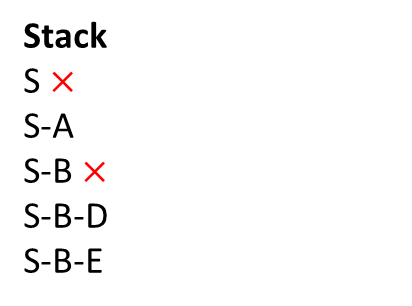 Stack
S ×
S-A
S-B ×
S-B-D
S-B-E